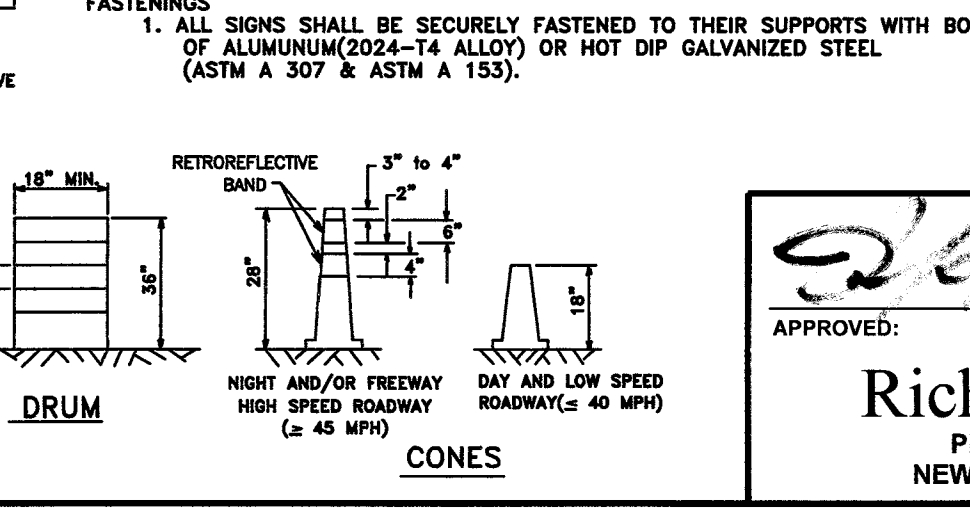 FASTENINGS
1. ALL SIGNS SHALL BE SECURELY FASTENED TO THEIR SUPPORTS WITH BO
OF ALUMUNUM(2024-T4 ALLOY) OR HOT DIP GALVANIZED STEEL
(ASTM A 307 & ASTM A 153).
VE
RETROREFLECTIVE
BAND
3" to 4"
2"
6"
4"
18" MIN.
36"
28"
18"
DRUM
NIGHT AND/OR FREEWAY
HIGH SPEED ROADWAY
(≥ 45 MPH)
DAY AND LOW SPEED
ROADWAY(≤ 40 MPH)
CONES
APPROVED:
Rich
P
NEW